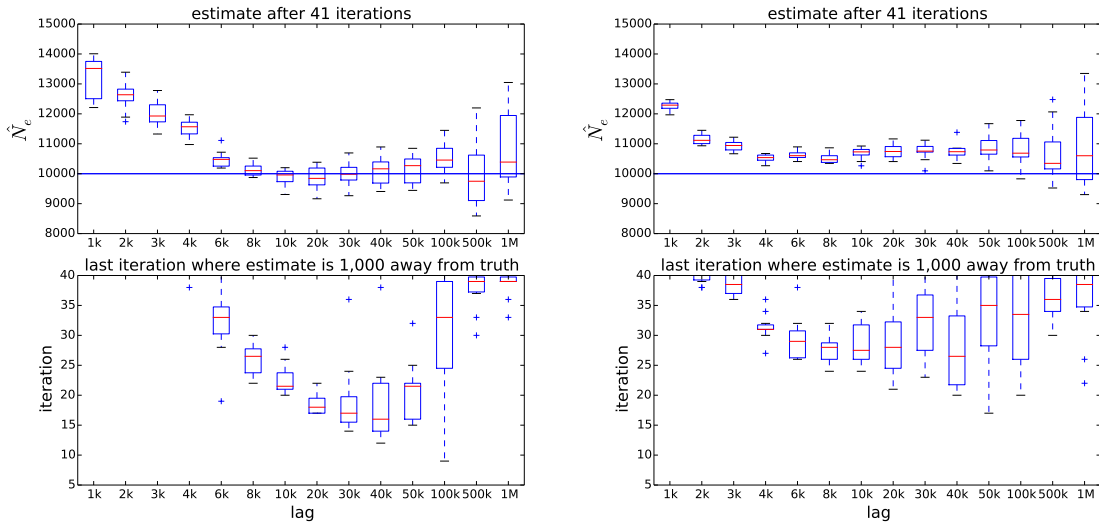 estimate after 41 iterations
15000
14000
13000
12000
11000
10000
9000
8000
N̂e
1k 2k 3k 4k 6k 8k 10k 20k 30k 40k 50k 100k 500k 1M
last iteration where estimate is 1,000 away from truth
40
35
30
25
20
15
10
5
iteration
1k 2k 3k 4k 6k 8k 10k 20k 30k 40k 50k 100k 500k 1M
lag
estimate after 41 iterations
15000
14000
13000
12000
11000
10000
9000
8000
N̂e
1k 2k 3k 4k 6k 8k 10k 20k 30k 40k 50k 100k 500k 1M
last iteration where estimate is 1,000 away from truth
40
35
30
25
20
15
10
5
iteration
1k 2k 3k 4k 6k 8k 10k 20k 30k 40k 50k 100k 500k 1M
lag